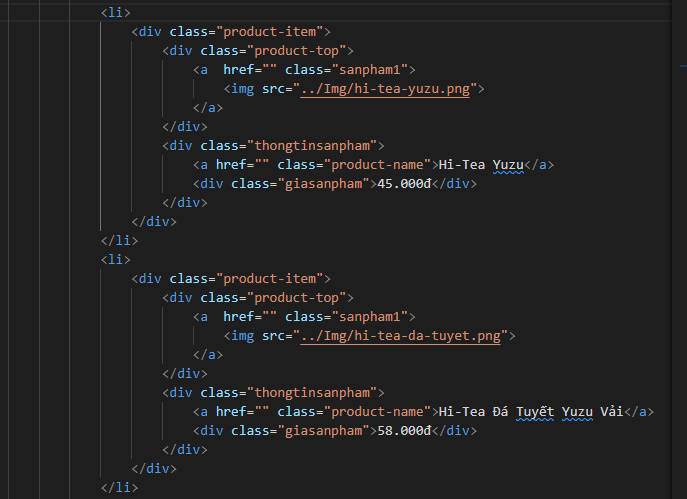 <li>
<div class="product-item">
<div class="product-top">
<a  href="" class="sanpham1">
<img src="../Img/hi-tea-yuzu.png">
</a>
</div>
<div class="thongtinsanpham">
<a href="" class="product-name">Hi-Tea Yuzu</a>
<div class="giasanpham">45.000đ</div>
</div>
</div>
</li>
<li>
<div class="product-item">
<div class="product-top">
<a  href="" class="sanpham1">
<img src="../Img/hi-tea-da-tuyet.png">
</a>
</div>
<div class="thongtinsanpham">
<a href="" class="product-name">Hi-Tea Đá Tuyết Yuzu Vải</a>
<div class="giasanpham">58.000đ</div>
</div>
</div>
</li>